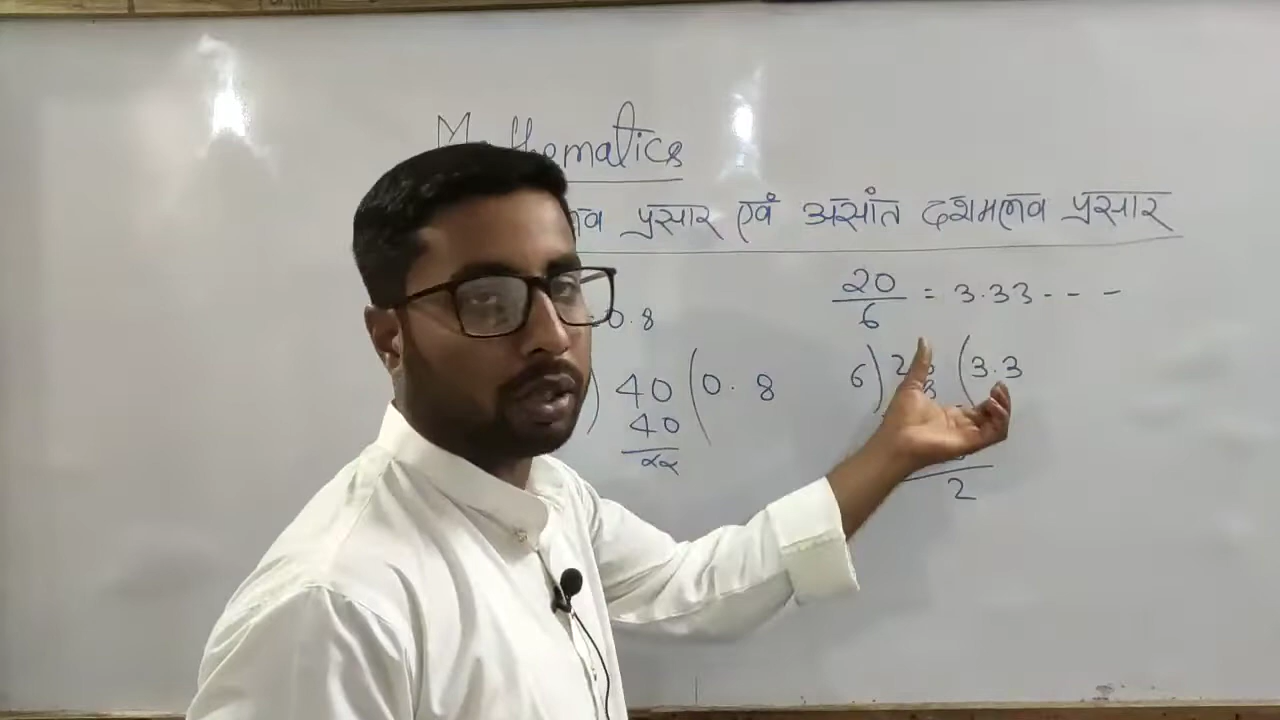 Mathematics
प्रसार एवं असांत दशमलव प्रसार
0.8
20/6 = 3.33- - -
) 40 ( 0. 8
40
××
6 ) 2 ( 3.3
2